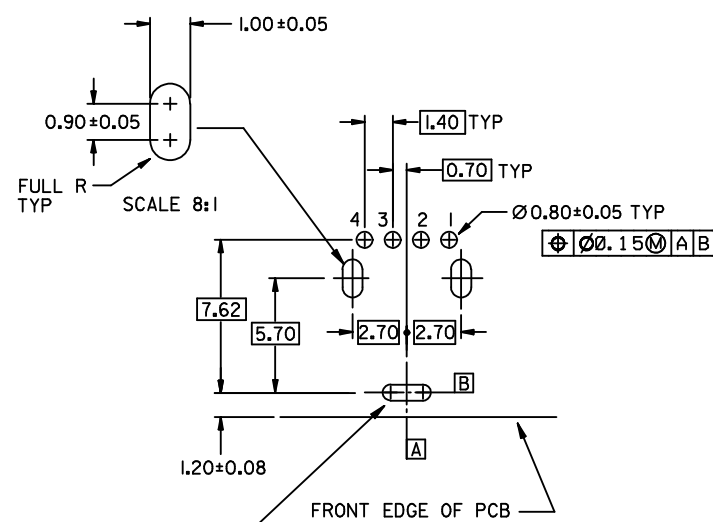 1.00±0.05
0.90±0.05
1.40 TYP
0.70 TYP
FULL R
TYP
SCALE 8:1
4 3 2 1
Ø0.80±0.05 TYP
⌖ Ø0.15Ⓜ A B
7.62
5.70
2.70 2.70
B
A
1.20±0.08
FRONT EDGE OF PCB